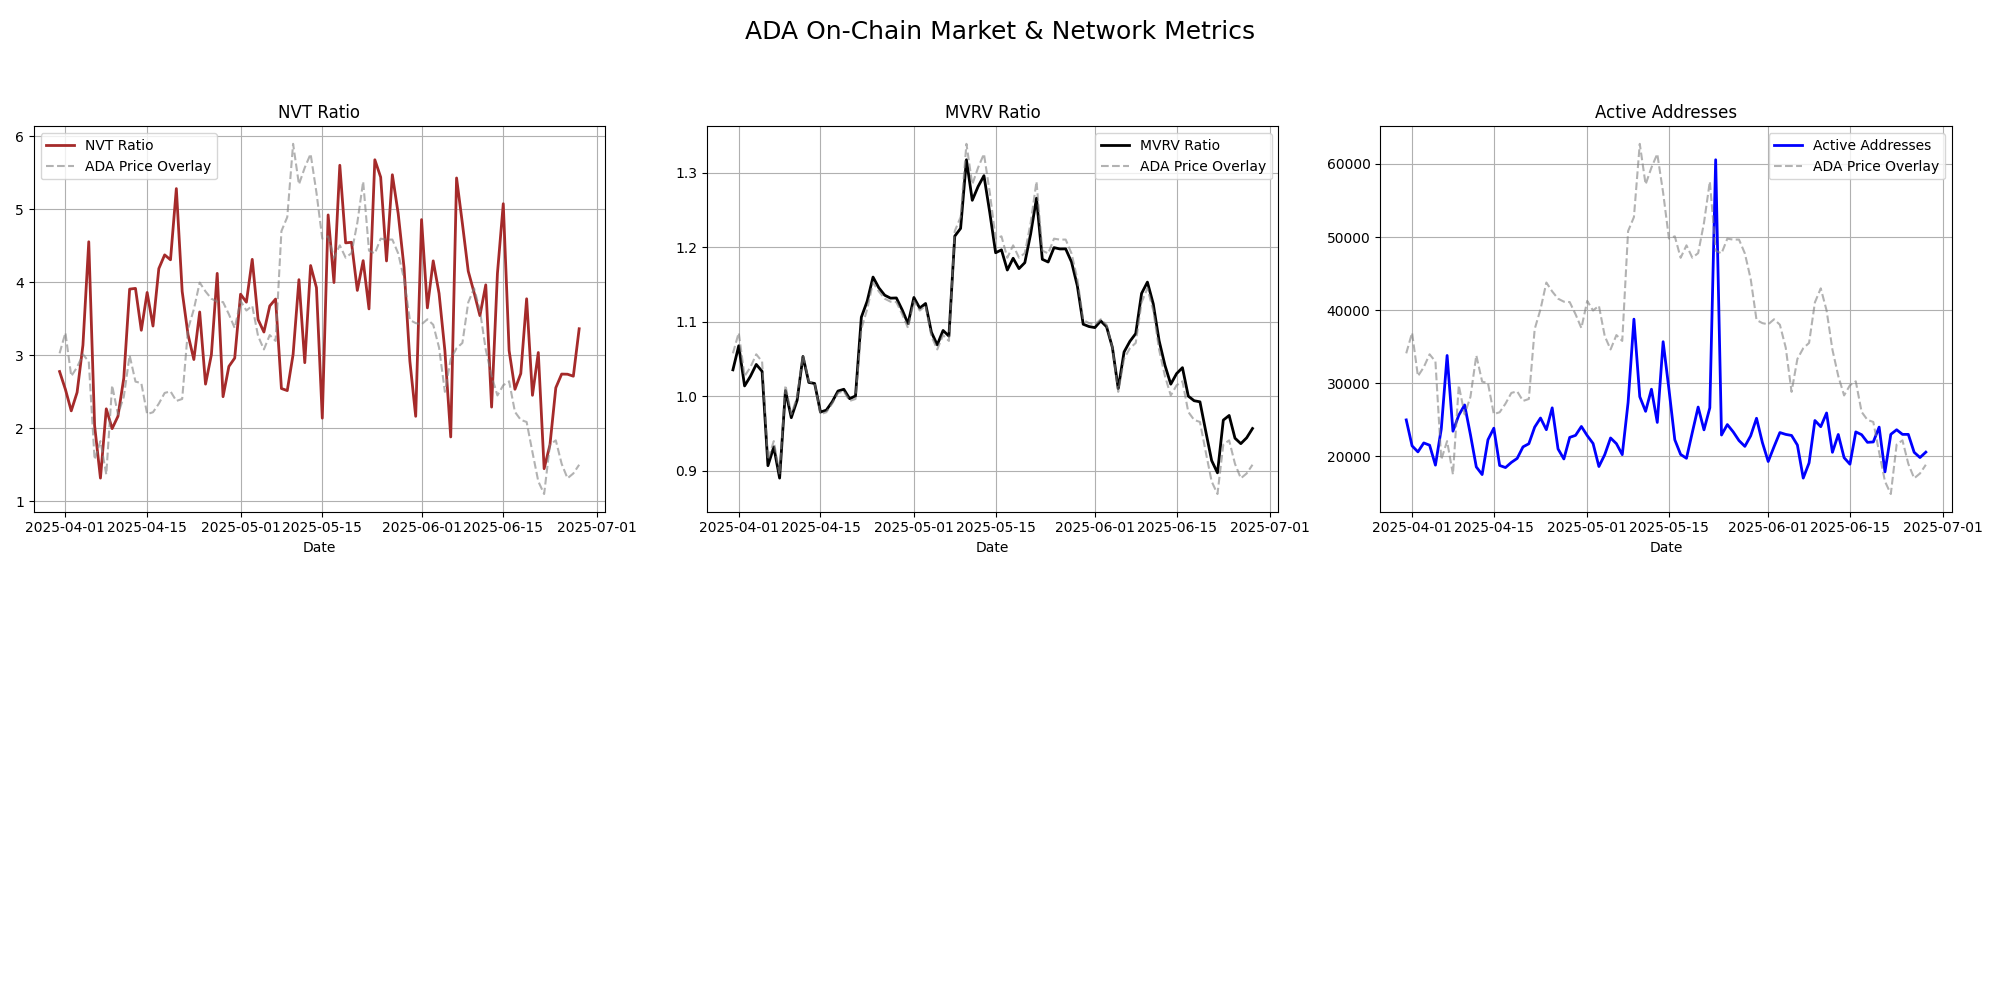 ADA On-Chain Market & Network Metrics
NVT Ratio
NVT Ratio
ADA Price Overlay
6
5
4
3
2
1
2025-04-01
2025-04-15
2025-05-01
2025-05-15
2025-06-01
2025-06-15
2025-07-01
Date
MVRV Ratio
MVRV Ratio
ADA Price Overlay
1.3
1.2
1.1
1.0
0.9
2025-04-01
2025-04-15
2025-05-01
2025-05-15
2025-06-01
2025-06-15
2025-07-01
Date
Active Addresses
Active Addresses
ADA Price Overlay
60000
50000
40000
30000
20000
2025-04-01
2025-04-15
2025-05-01
2025-05-15
2025-06-01
2025-06-15
2025-07-01
Date